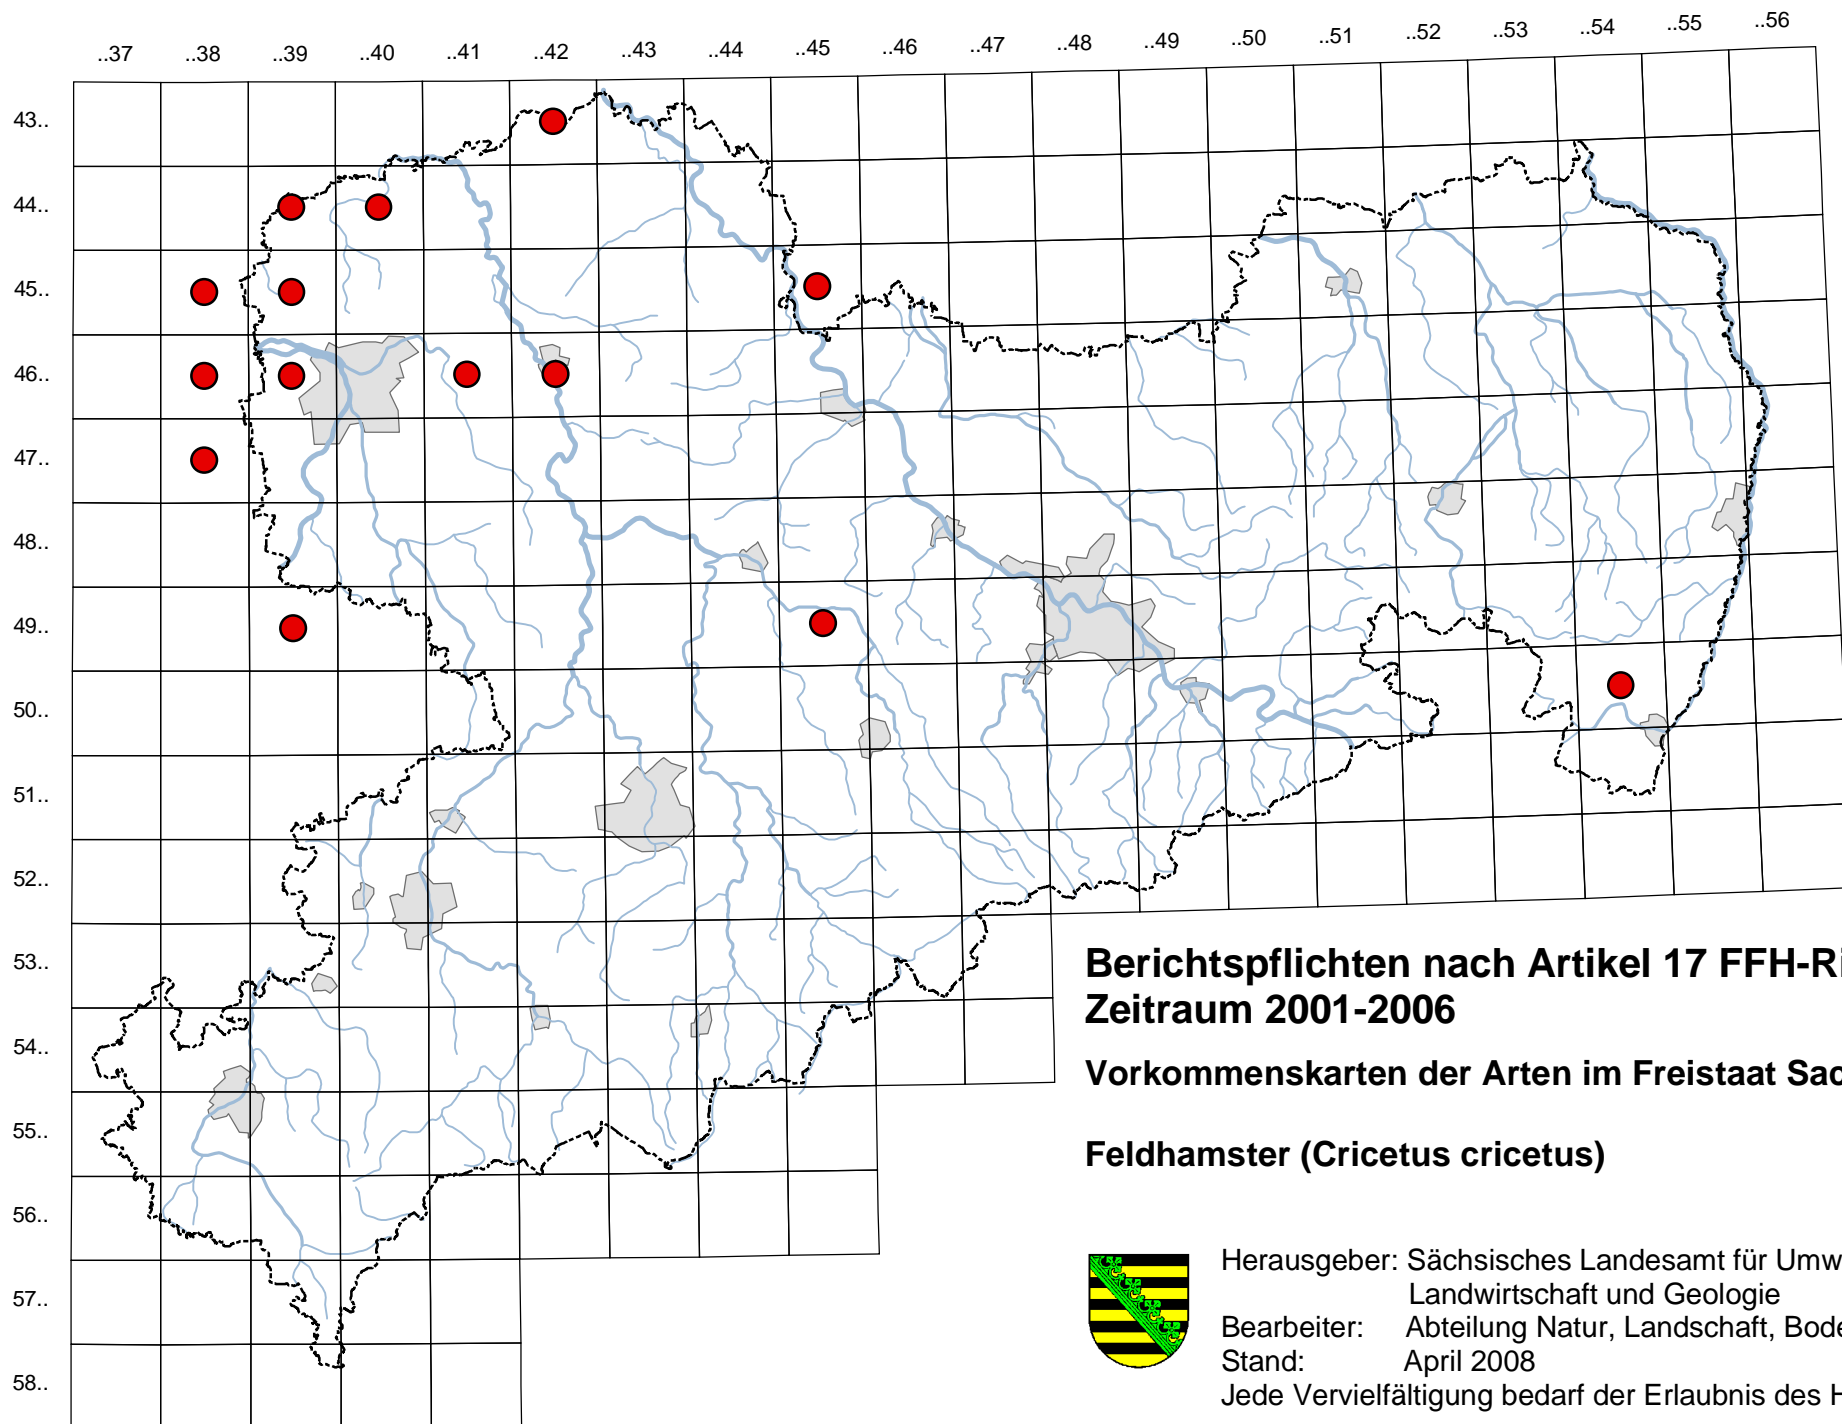 ..37 ..38 ..39 ..40 ..41 ..42 ..43 ..44 ..45 ..46 ..47 ..48 ..49 ..50 ..51 ..52 ..53 ..54 ..55 ..56
43..
44..
45..
46..
47..
48..
49..
50..
51..
52..
53..
54..
55..
56..
57..
58..
Berichtspflichten nach Artikel 17 FFH-Ri
Zeitraum 2001-2006
Vorkommenskarten der Arten im Freistaat Sac
Feldhamster (Cricetus cricetus)
Herausgeber: Sächsisches Landesamt für Umw
Landwirtschaft und Geologie
Bearbeiter: Abteilung Natur, Landschaft, Bode
Stand: April 2008
Jede Vervielfältigung bedarf der Erlaubnis des H